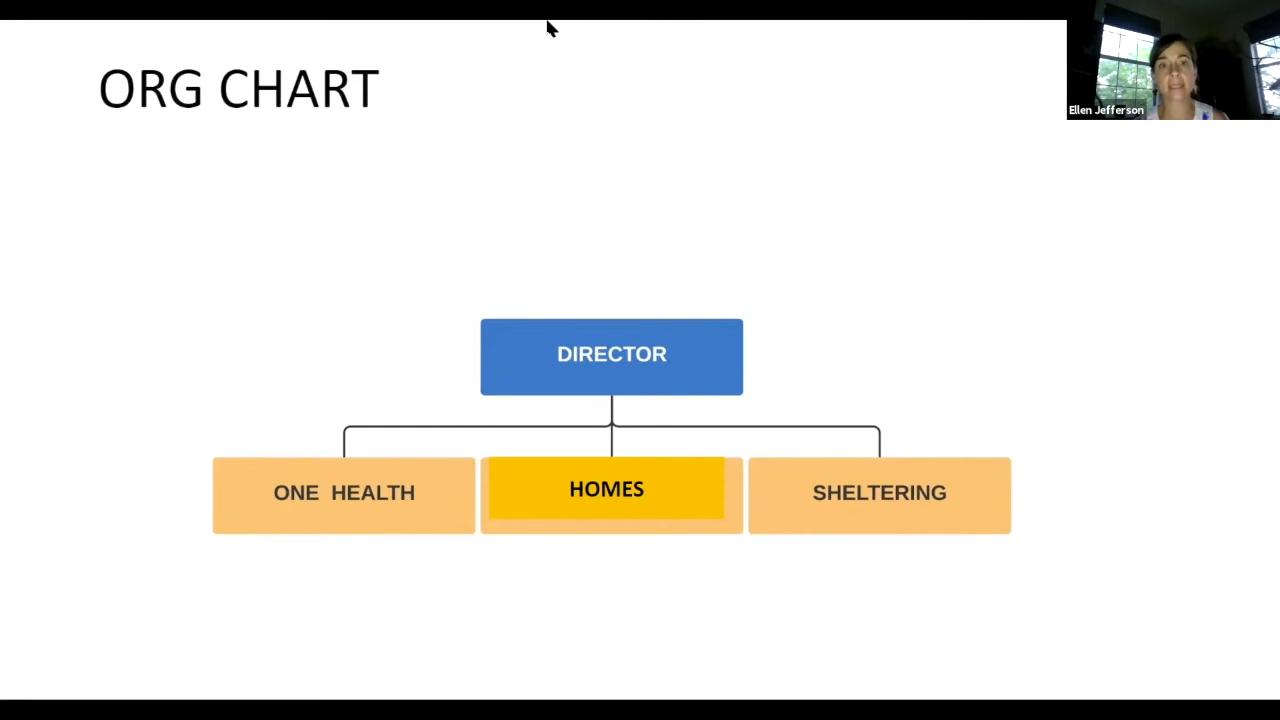 ORG CHART
Ellen Jefferson
DIRECTOR
ONE HEALTH
HOMES
SHELTERING